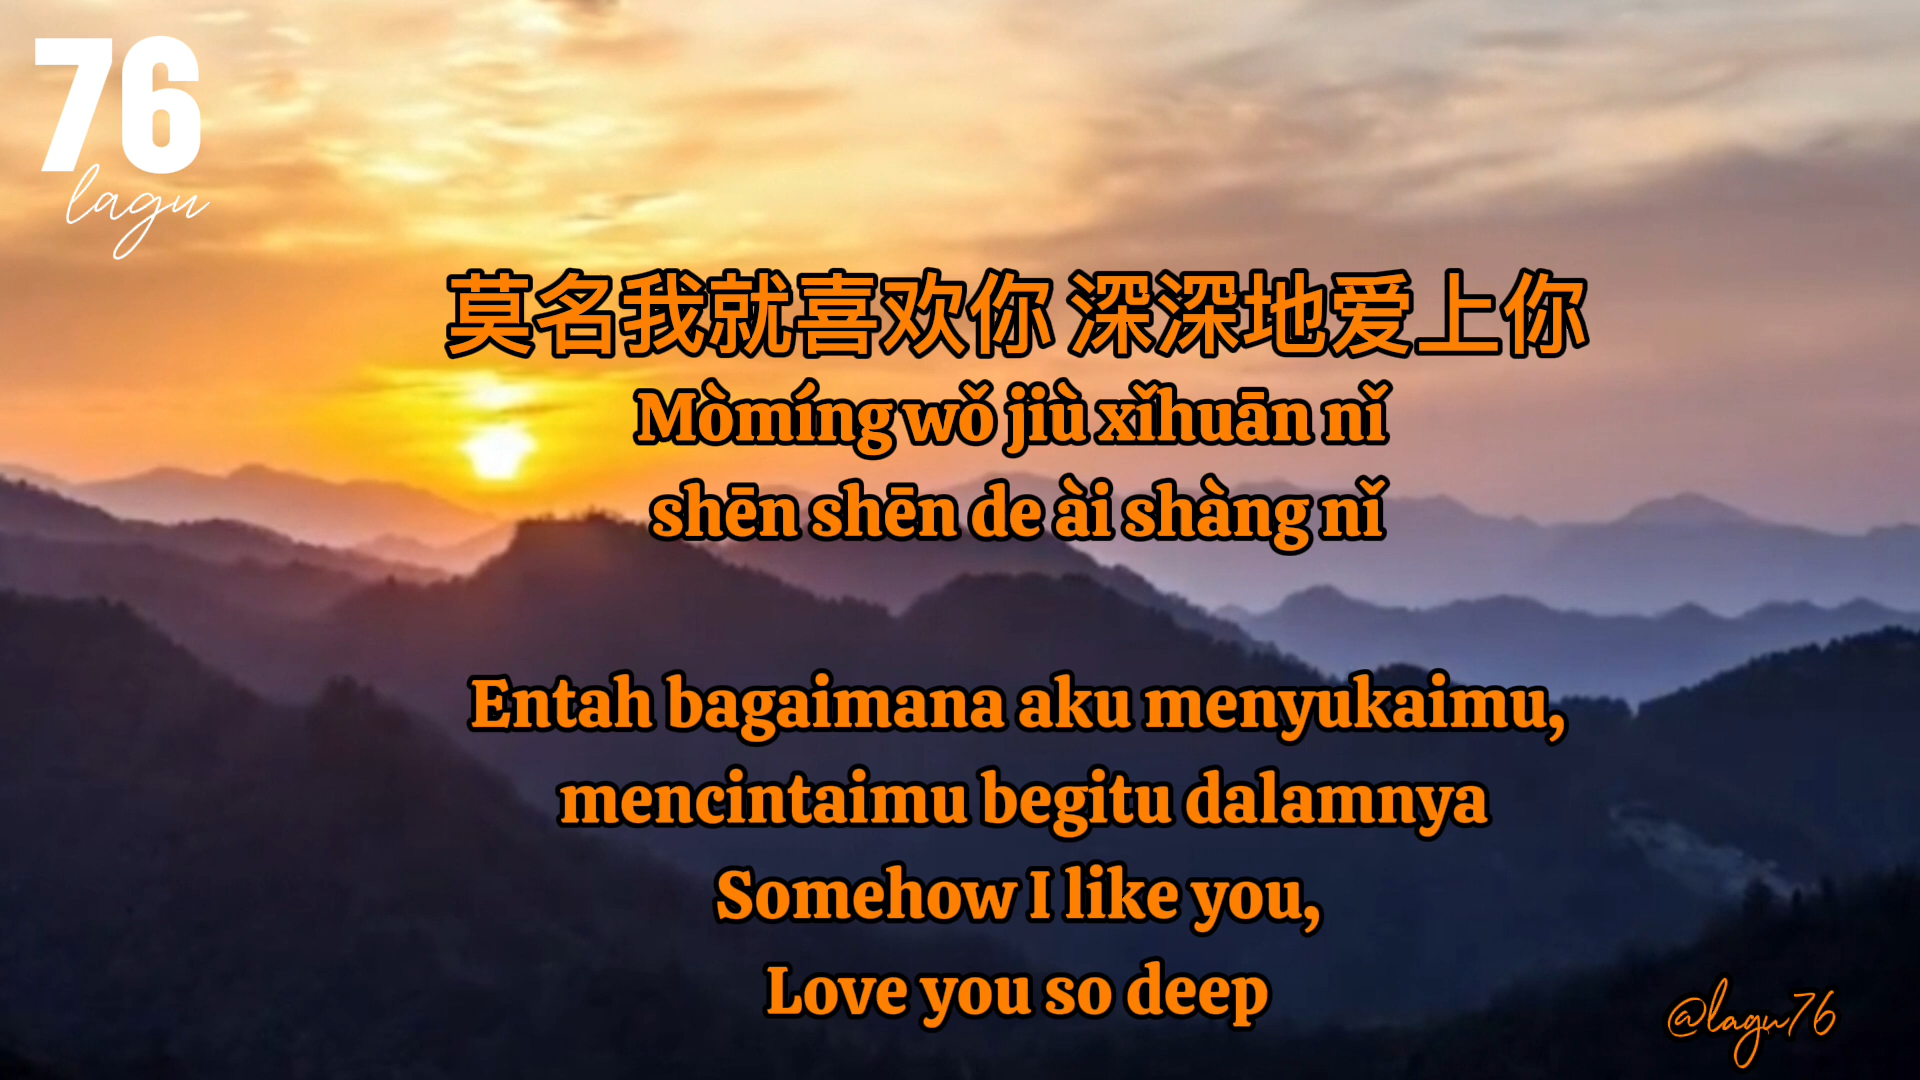 76
lagu
莫名我就喜欢你 深深地爱上你
Mòmíng wǒ jiù xǐhuān nǐ
shēn shēn de ài shàng nǐ
Entah bagaimana aku menyukaimu,
mencintaimu begitu dalamnya
Somehow I like you,
Love you so deep
@lagu76